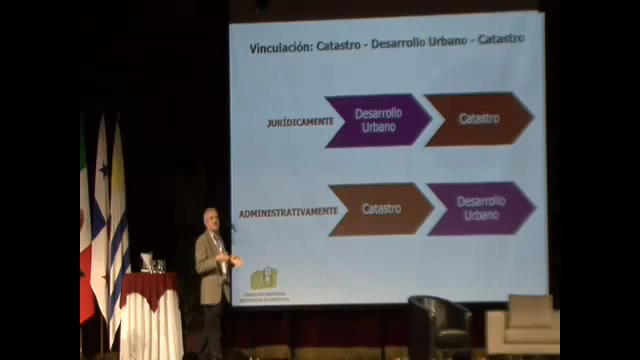 Vinculación: Catastro - Desarrollo Urbano - Catastro
JURÍDICAMENTE
Desarrollo
Urbano
Catastro
ADMINISTRATIVAMENTE
Catastro
Desarrollo
Urbano